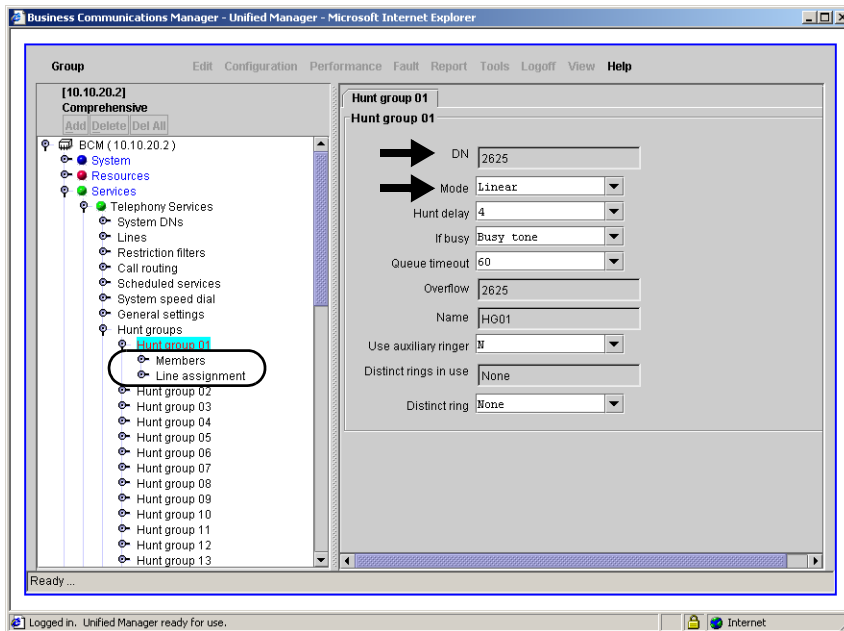 Business Communications Manager - Unified Manager - Microsoft Internet Explorer
Group Edit Configuration Performance Fault Report Tools Logoff View Help
[10.10.20.2]
Comprehensive
Add Delete Del All
BCM (10.10.20.2)
System
Resources
Services
Telephony Services
System DNs
Lines
Restriction filters
Call routing
Scheduled services
System speed dial
General settings
Hunt groups
Hunt group 01
Members
Line assignment
Hunt group 02
Hunt group 03
Hunt group 04
Hunt group 05
Hunt group 06
Hunt group 07
Hunt group 08
Hunt group 09
Hunt group 10
Hunt group 11
Hunt group 12
Hunt group 13
Hunt group 01
Hunt group 01
DN 2625
Mode Linear
Hunt delay 4
If busy Busy tone
Queue timeout 60
Overflow 2625
Name HG01
Use auxiliary ringer N
Distinct rings in use None
Distinct ring None
Ready ...
Logged in. Unified Manager ready for use. Internet